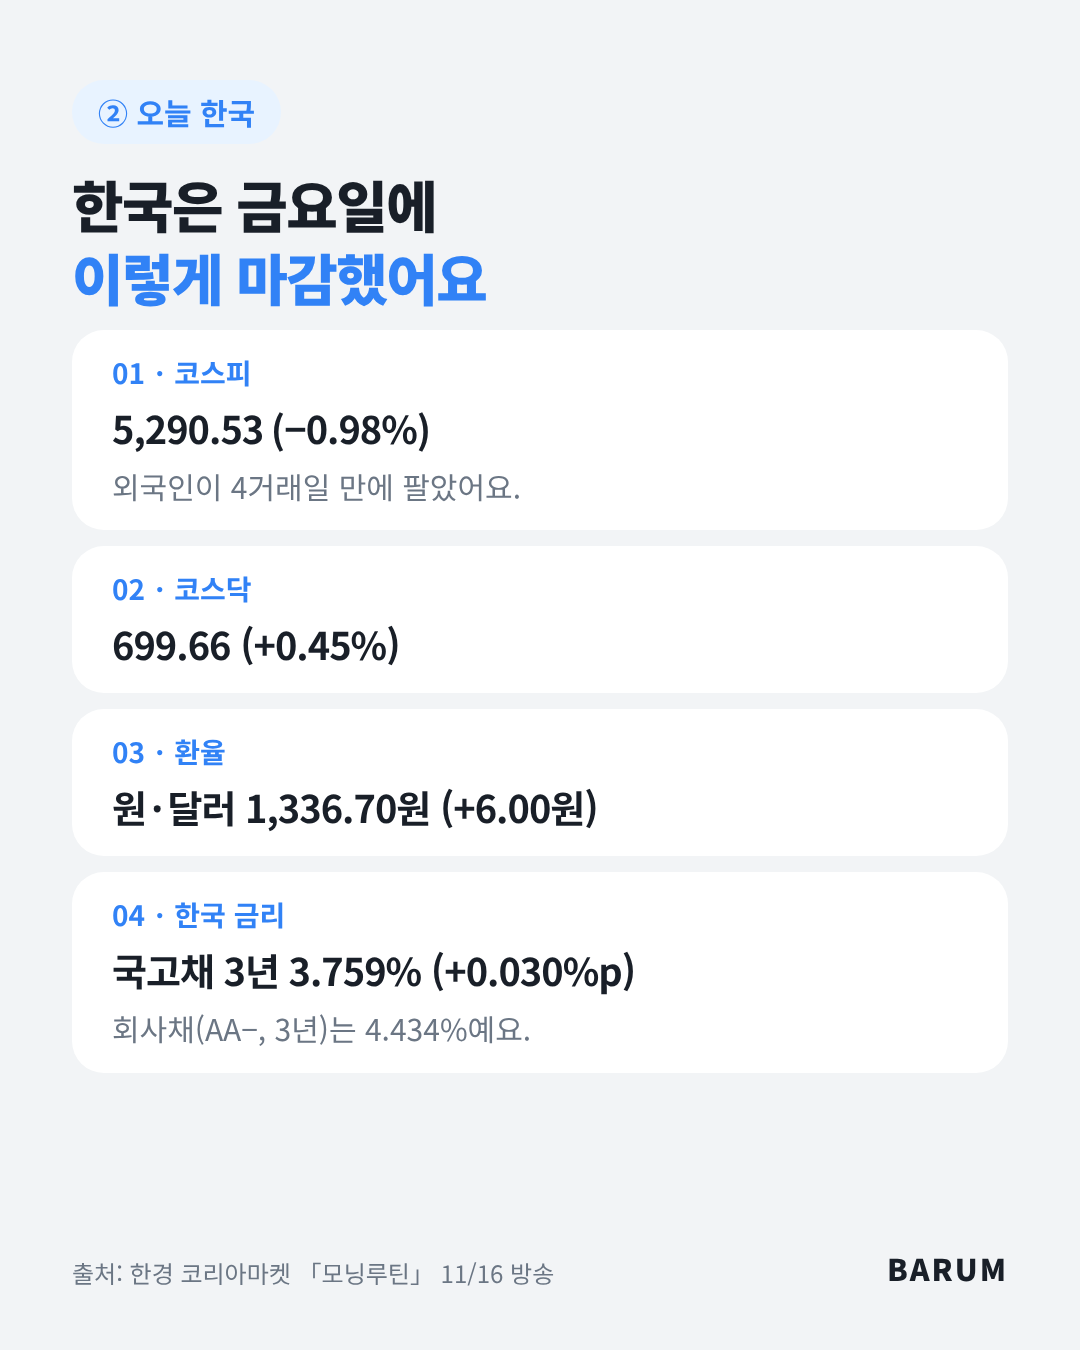 ② 오늘 한국
한국은 금요일에
이렇게 마감했어요
01 · 코스피
5,290.53 (−0.98%)
외국인이 4거래일 만에 팔았어요.
02 · 코스닥
699.66 (+0.45%)
03 · 환율
원·달러 1,336.70원 (+6.00원)
04 · 한국 금리
국고채 3년 3.759% (+0.030%p)
회사채(AA−, 3년)는 4.434%예요.
출처: 한경 코리아마켓 「모닝루틴」 11/16 방송
BARUM